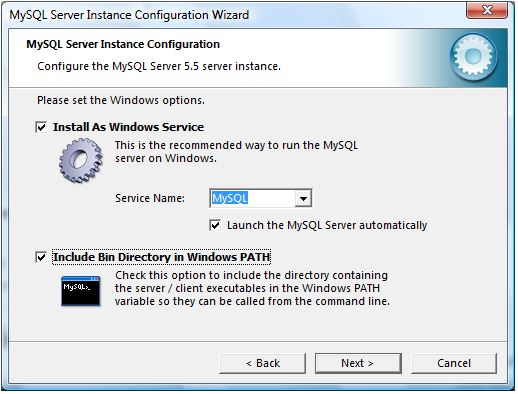 MySQL Server Instance Configuration Wizard
MySQL Server Instance Configuration
Configure the MySQL Server 5.5 server instance.
Please set the Windows options.
Install As Windows Service
This is the recommended way to run the MySQL
server on Windows.
Service Name: MySQL
Launch the MySQL Server automatically
Include Bin Directory in Windows PATH
MySQL>_
Check this option to include the directory containing
the server / client executables in the Windows PATH
variable so they can be called from the command line.
< Back Next > Cancel